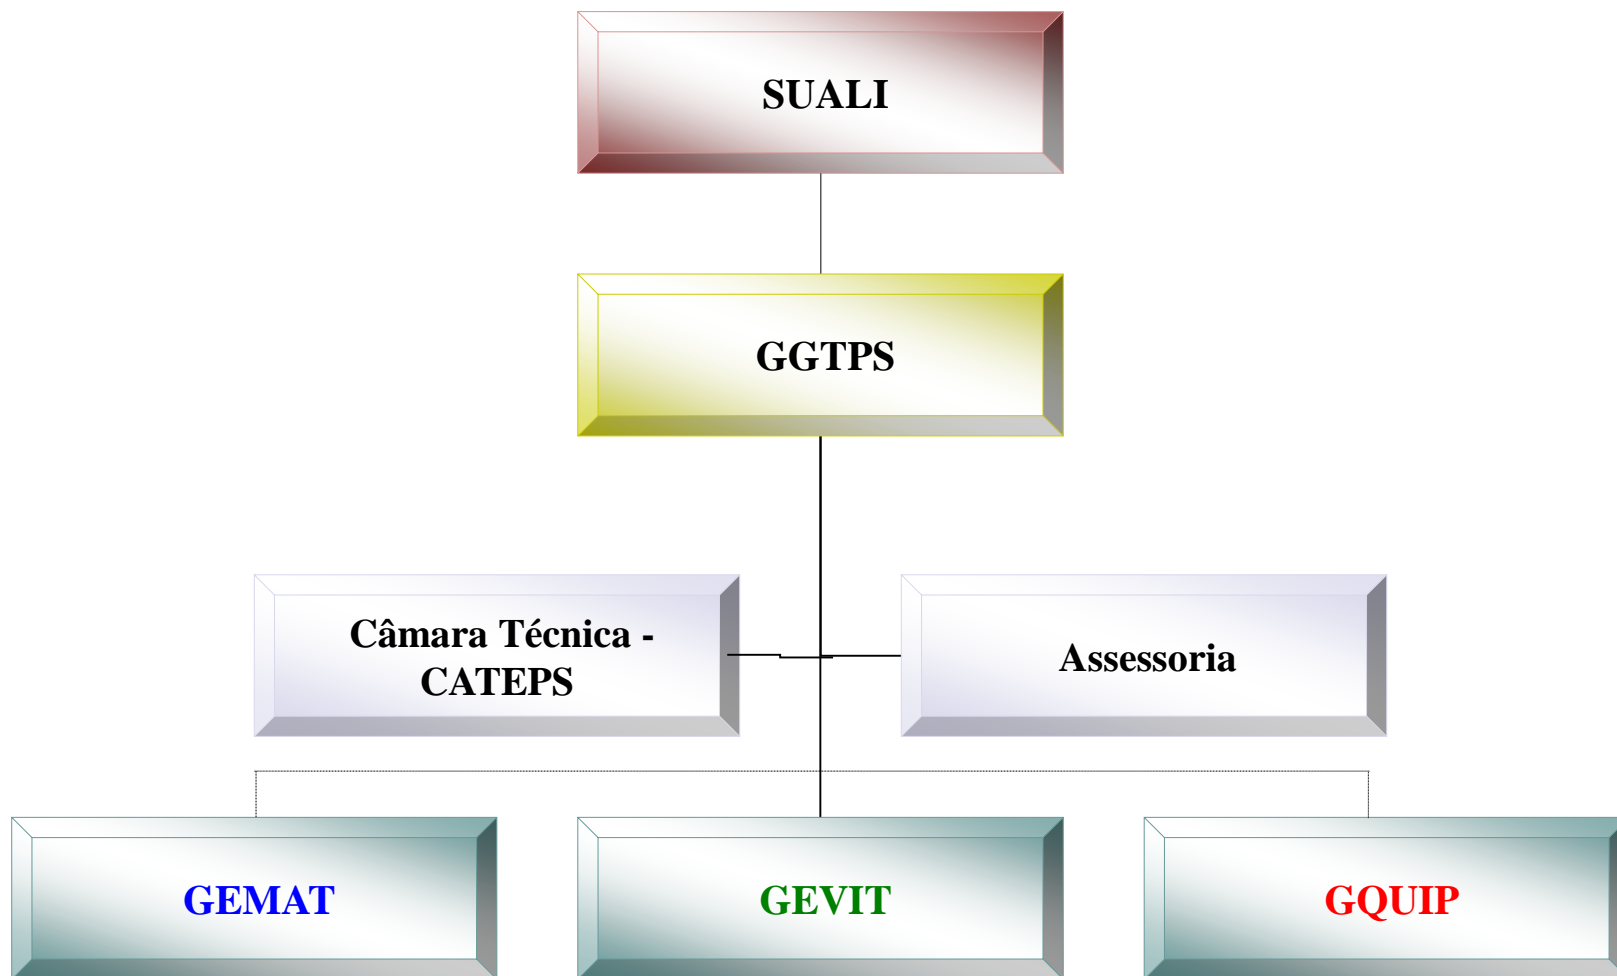 SUALI
GGTPS
Câmara Técnica -
CATEPS
Assessoria
GEMAT
GEVIT
GQUIP